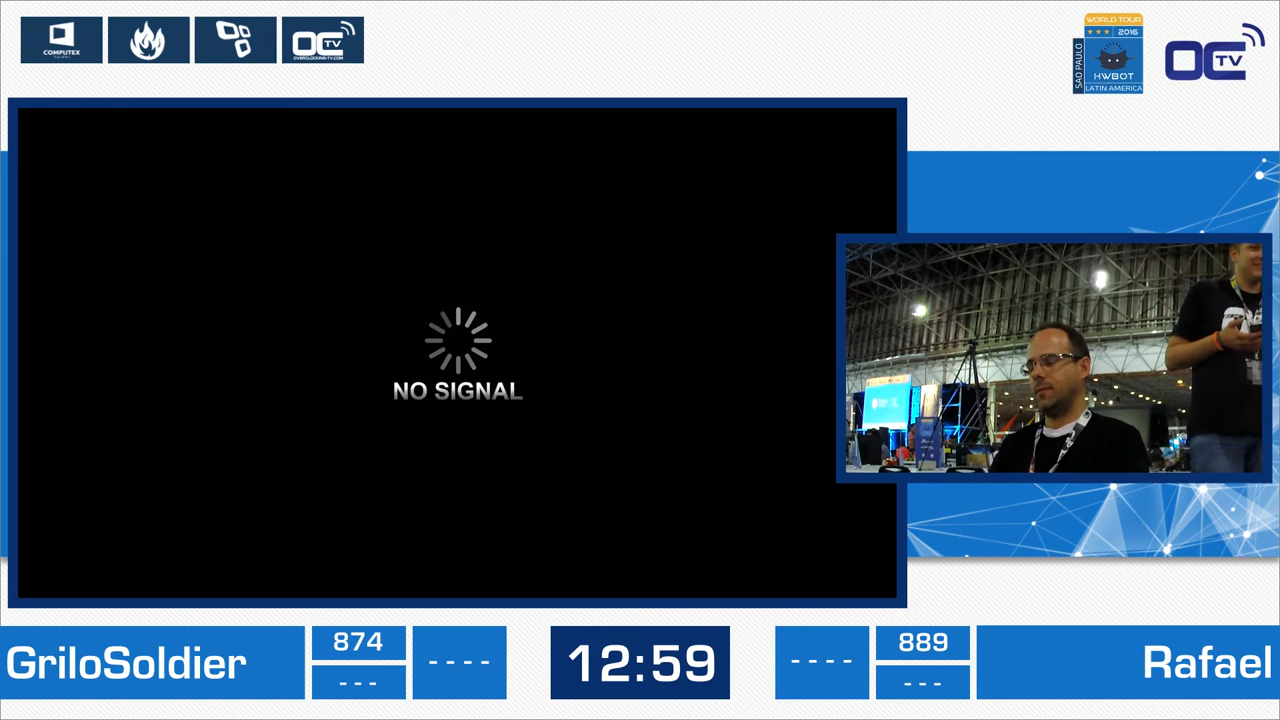 COMPUTEX
TAIPEI
OC TV
OVERCLOCKING-TV.COM
WORLD TOUR
2016
SAO PAULO
HWBOT
LATIN AMERICA
OC TV
NO SIGNAL
GriloSoldier
874
- - -
- - - -
12:59
- - - -
889
- - -
Rafael